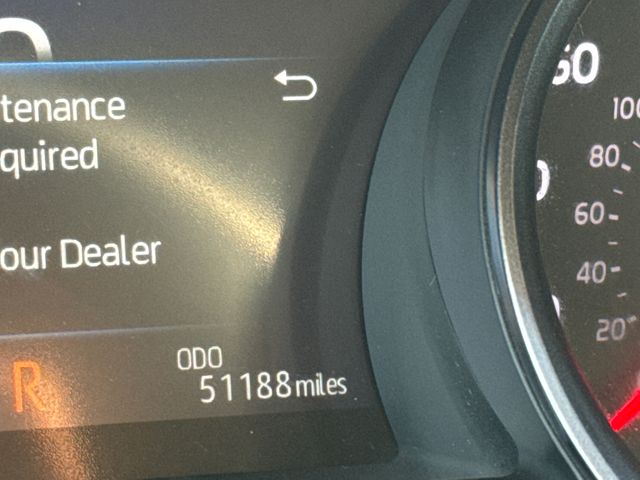 tenance
quired
our Dealer
ODO
51188 miles
R
60
100
80
60
40
20